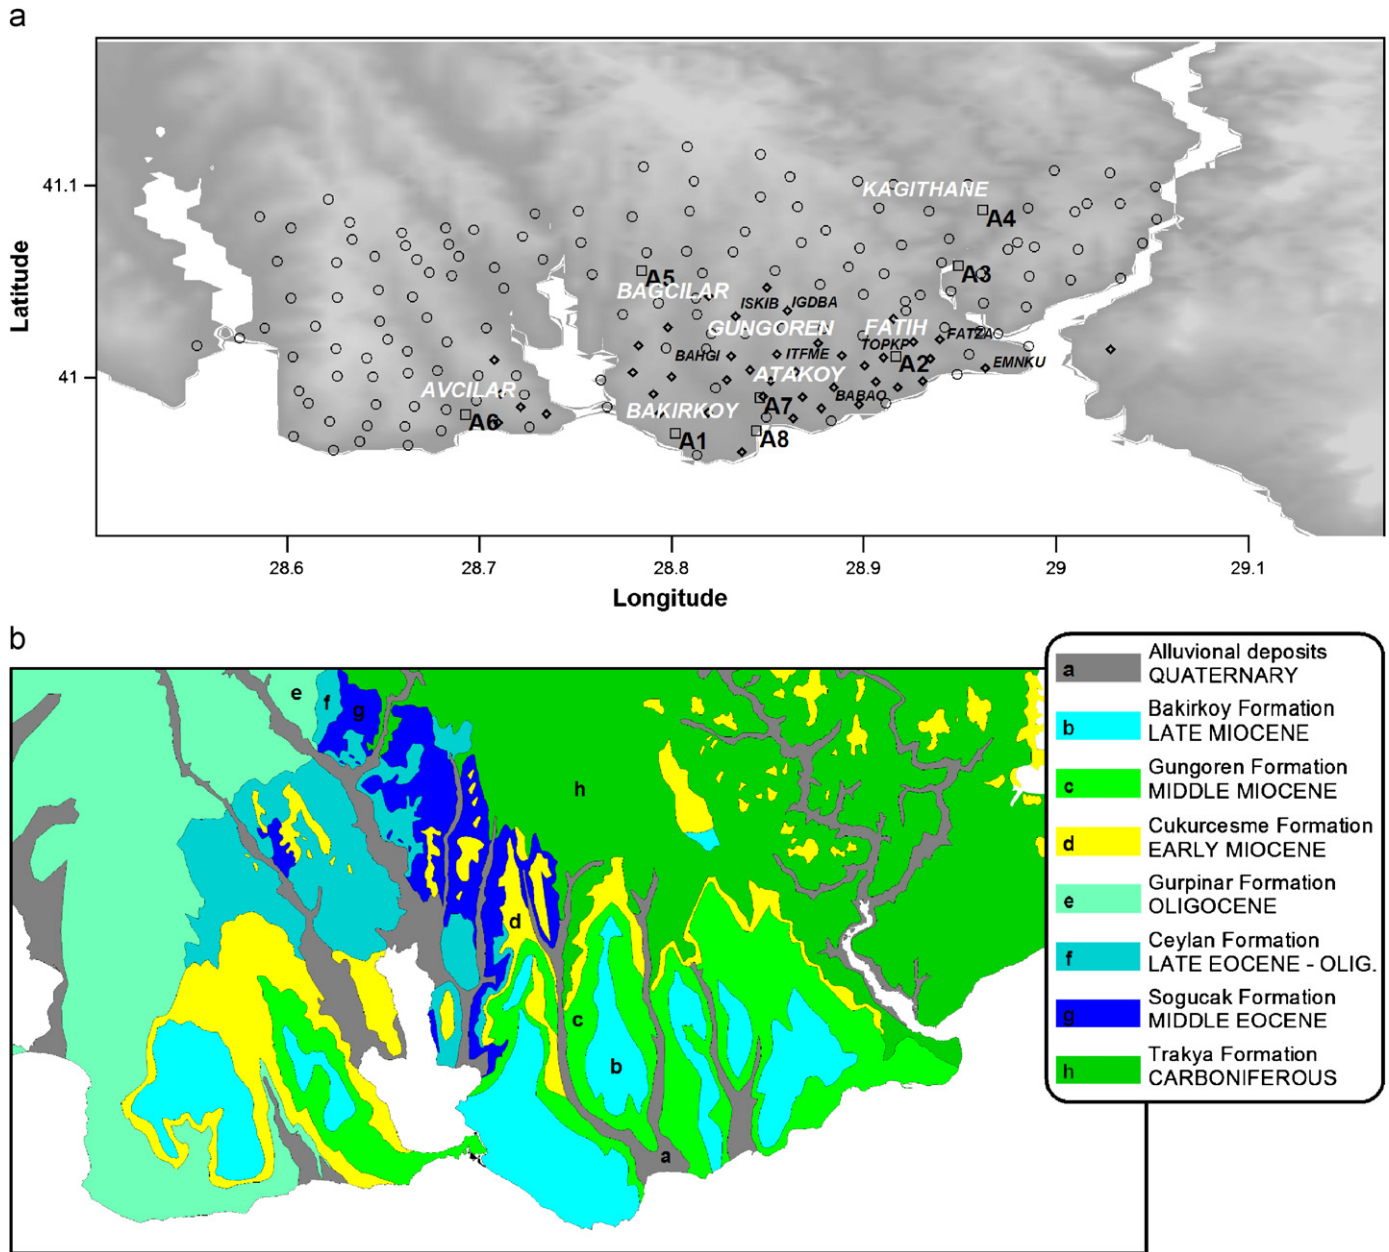 a
Latitude
41.1
41
KAGITHANE
A4
A3
A5
BAGCILAR
ISKIB
IGDBA
GUNGOREN
FATIH
FATZA
BAHGI
ITFME
TOPKP
A2
EMNKU
ATAKOY
AVCILAR
BABAO
A6
BAKIRKOY
A7
A1
A8
28.6
28.7
28.8
28.9
29
29.1
Longitude
b
e
f
g
h
d
c
b
a
a
Alluvional deposits
QUATERNARY
b
Bakirkoy Formation
LATE MIOCENE
c
Gungoren Formation
MIDDLE MIOCENE
d
Cukurcesme Formation
EARLY MIOCENE
e
Gurpinar Formation
OLIGOCENE
f
Ceylan Formation
LATE EOCENE - OLIG.
g
Sogucak Formation
MIDDLE EOCENE
h
Trakya Formation
CARBONIFEROUS